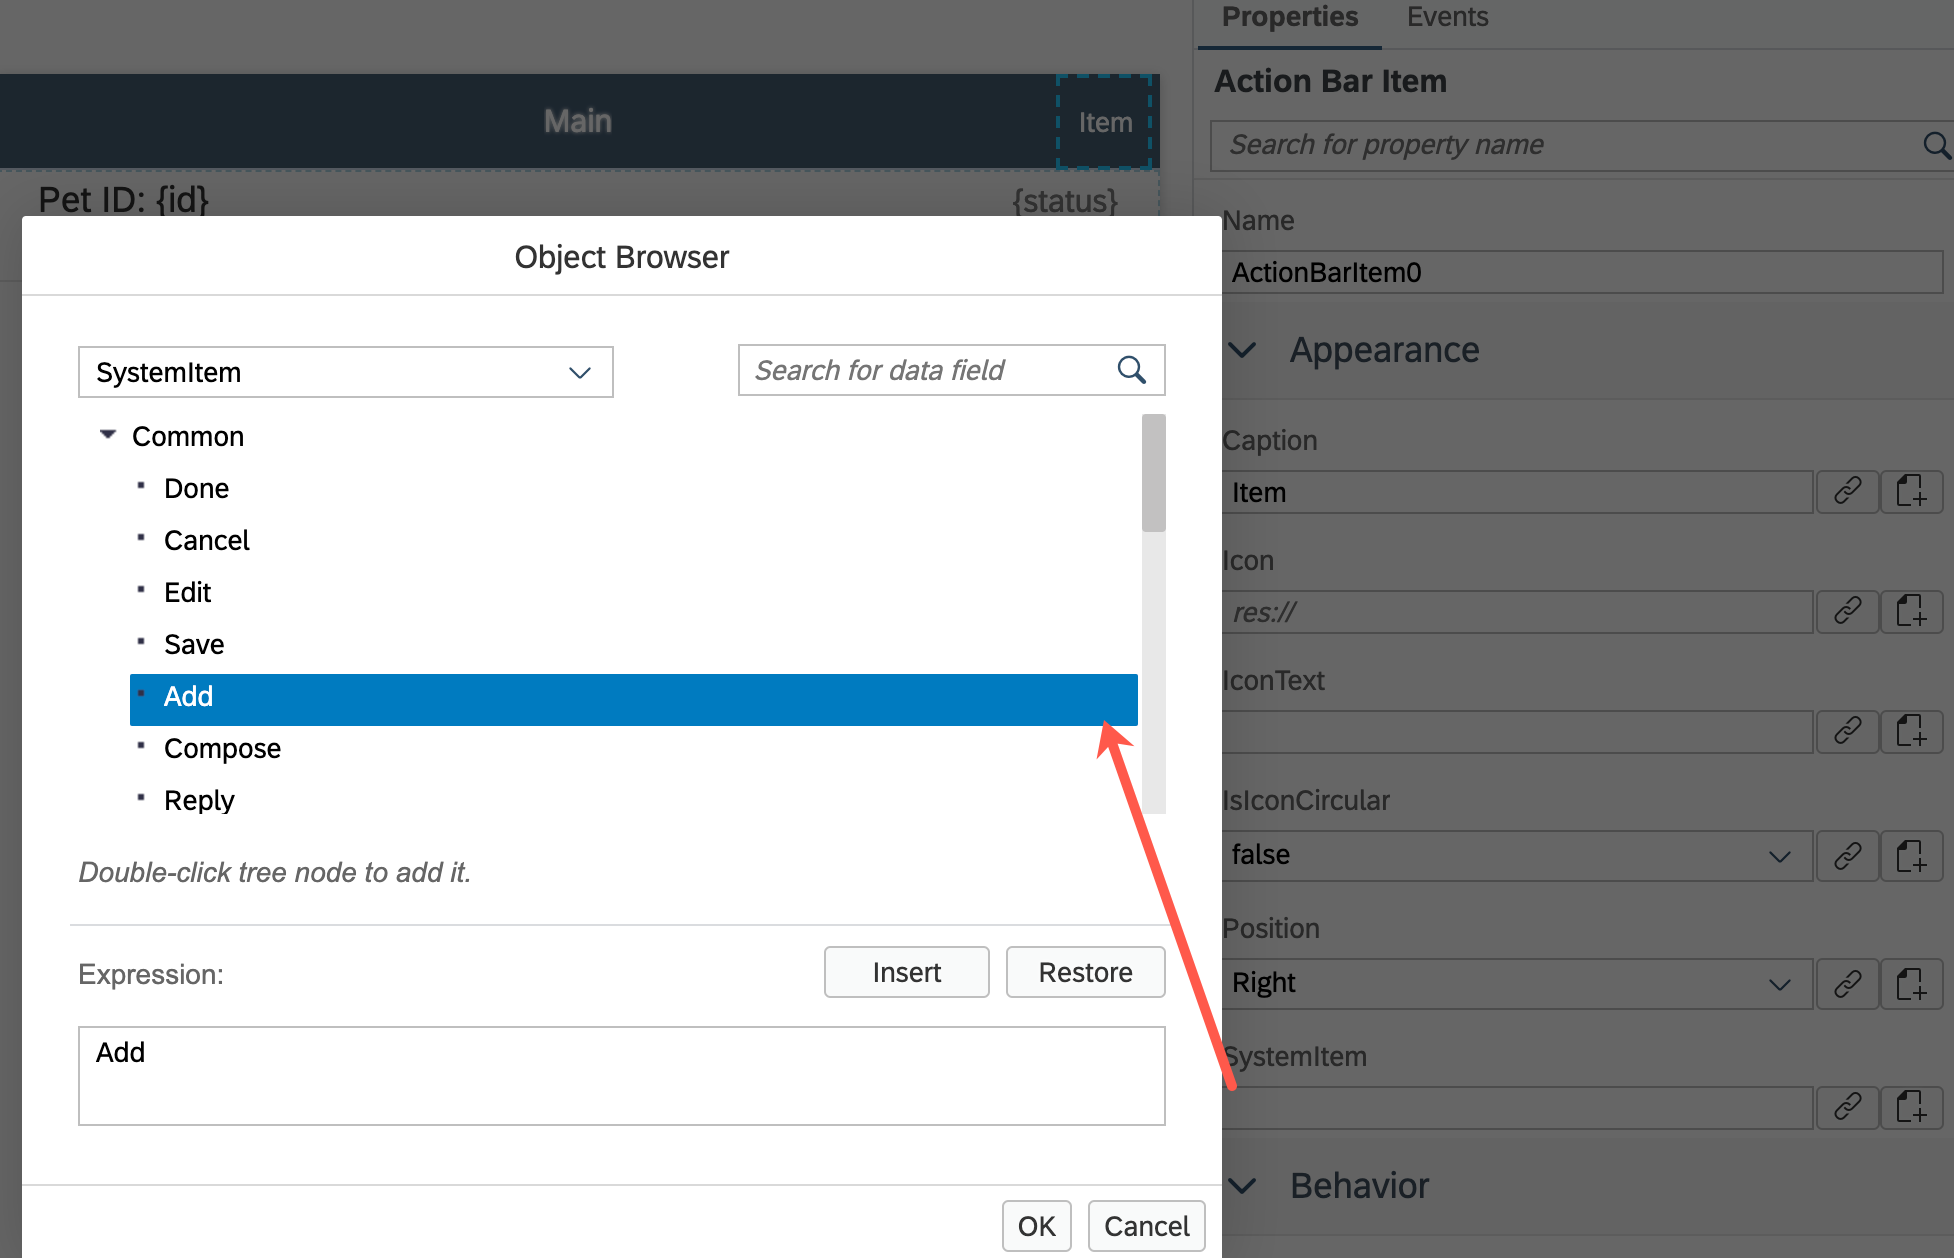 Properties Events
Action Bar Item
Search for property name
Main
Item
Pet ID: {id}
{status}
Name
ActionBarItem0
Appearance
Caption
Item
Icon
res://
IconText
IsIconCircular
false
Position
Right
SystemItem
Behavior
Object Browser
SystemItem
Search for data field
Common
Done
Cancel
Edit
Save
Add
Compose
Reply
Double-click tree node to add it.
Expression:
Insert
Restore
Add
OK
Cancel